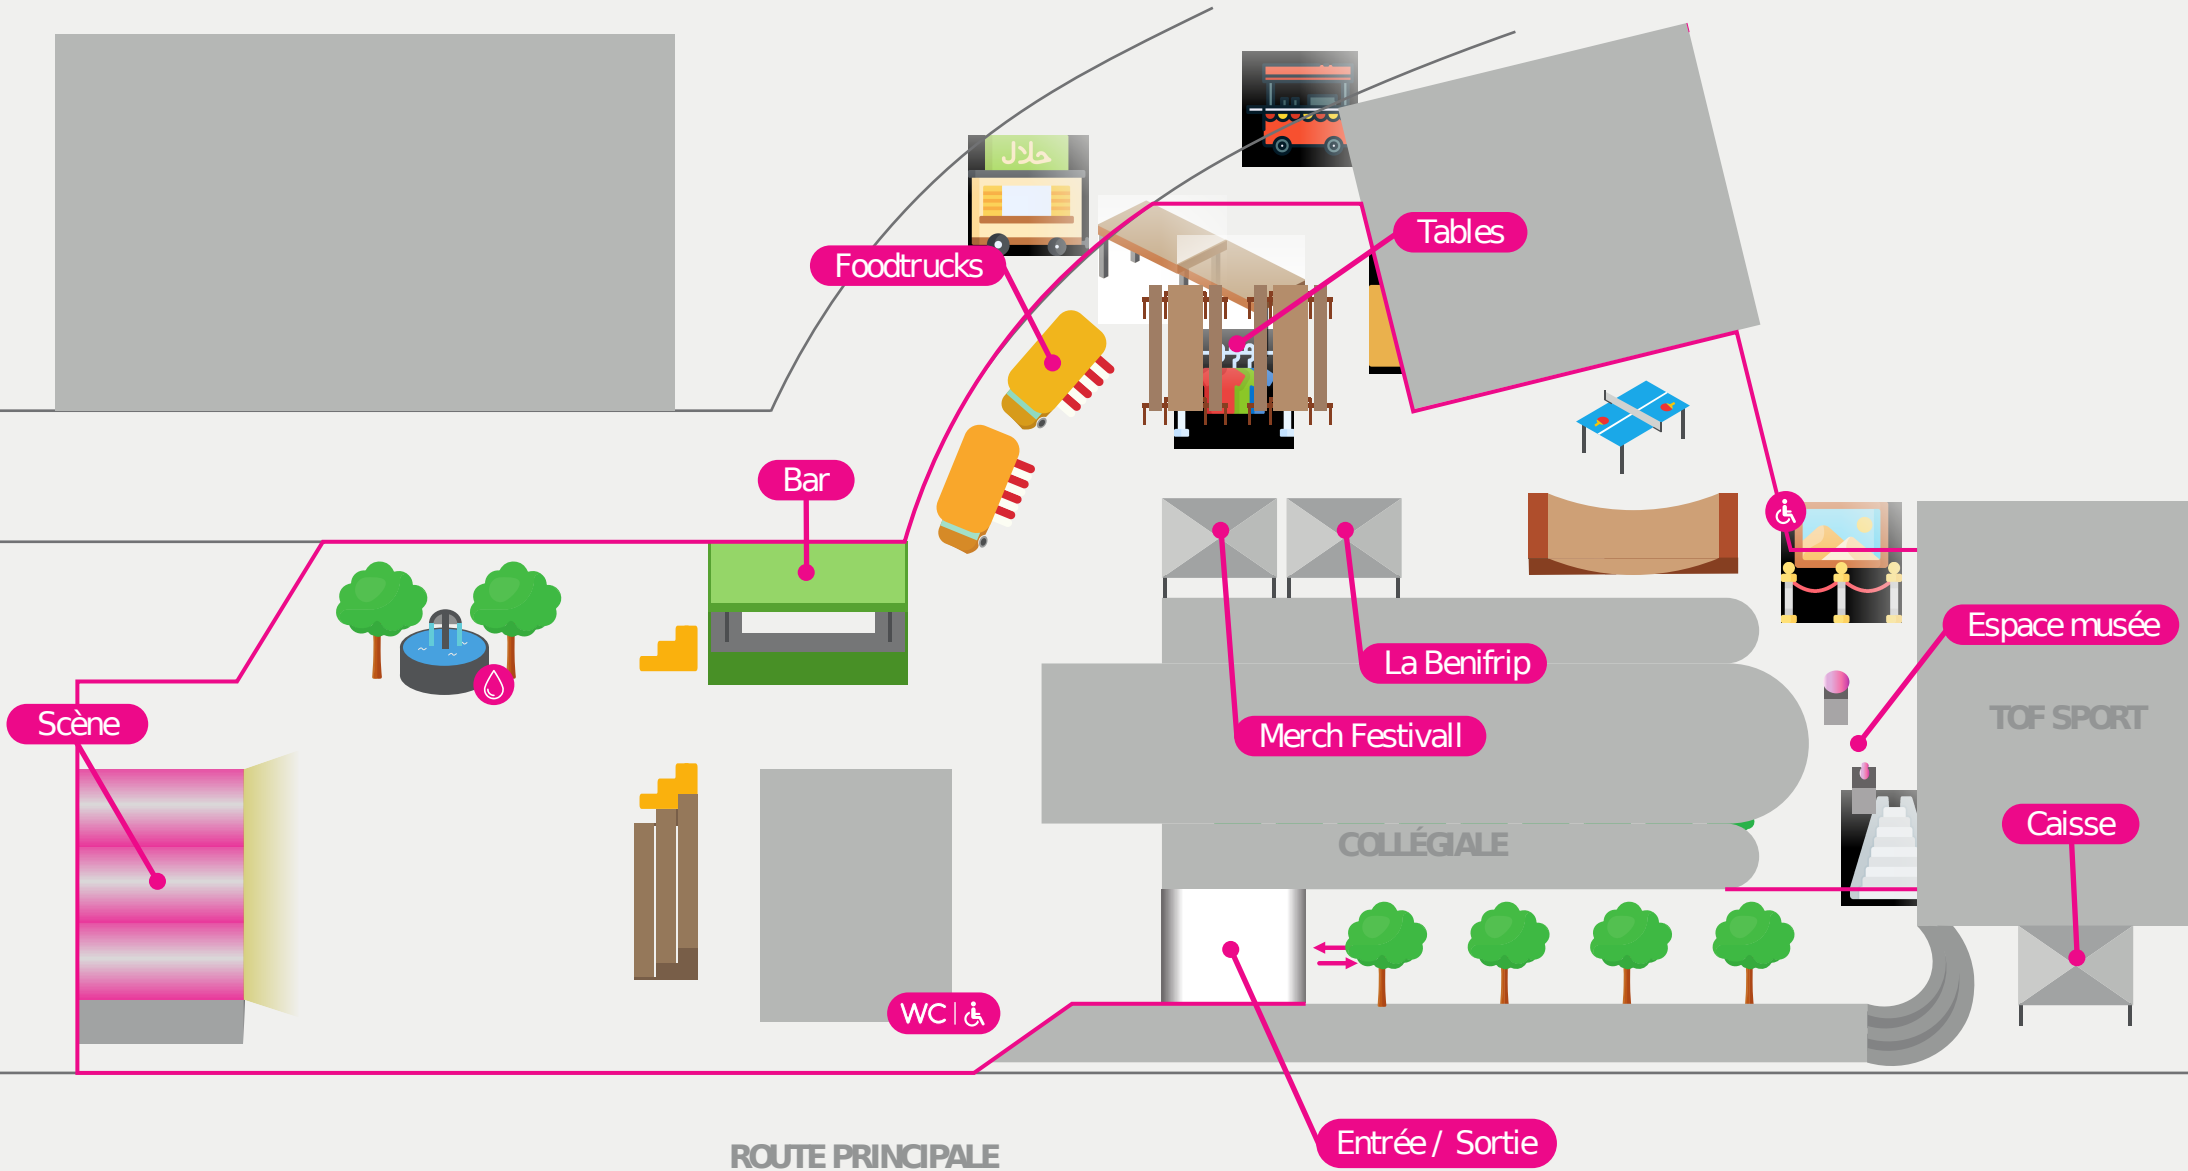 حلال
Tables
Foodtrucks
Bar
Espace musée
La Benifrip
Scène
TOF SPORT
Merch Festivall
Caisse
COLLÉGIALE
WC
Entrée / Sortie
ROUTE PRINCIPALE